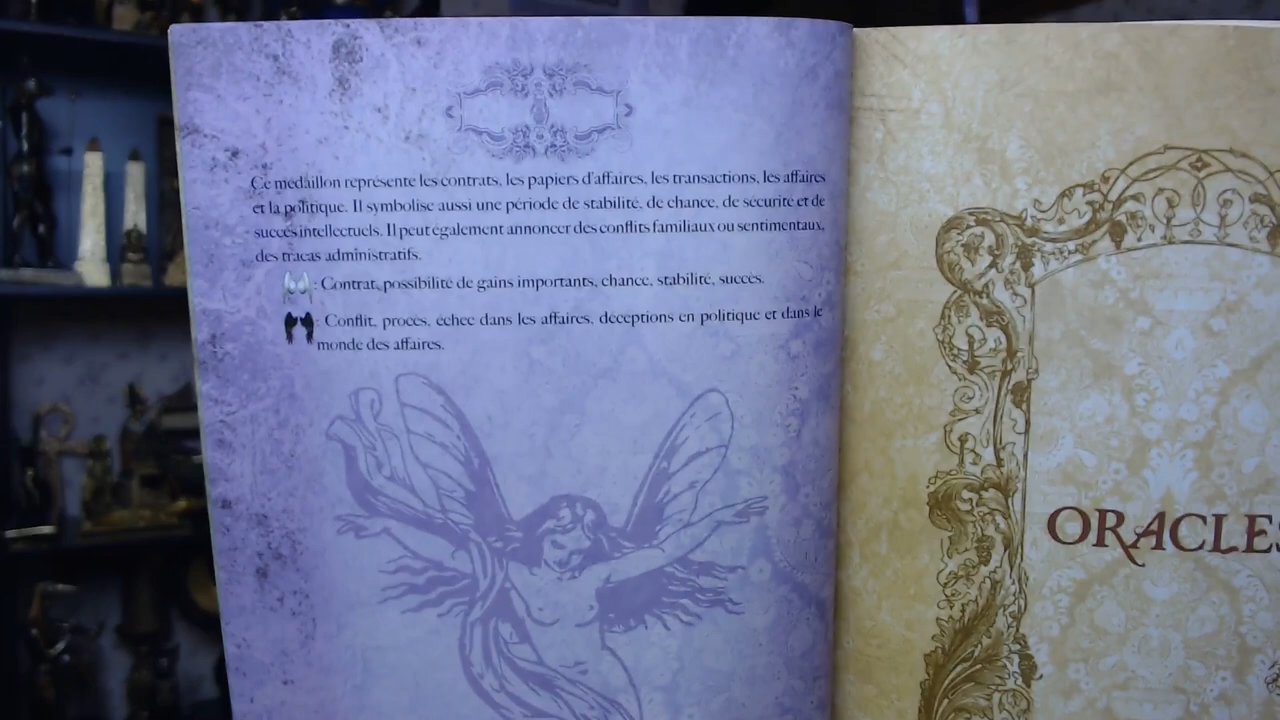 Ce médaillon représente les contrats, les papiers d'affaires, les transactions, les affaires
et la politique. Il symbolise aussi une période de stabilité, de chance, de sécurité et de
succès intellectuels. Il peut également annoncer des conflits familiaux ou sentimentaux,
des tracas administratifs.
: Contrat, possibilité de gains importants, chance, stabilité, succès.
: Conflit, procès, échec dans les affaires, déceptions en politique et dans le
monde des affaires.
ORACLES